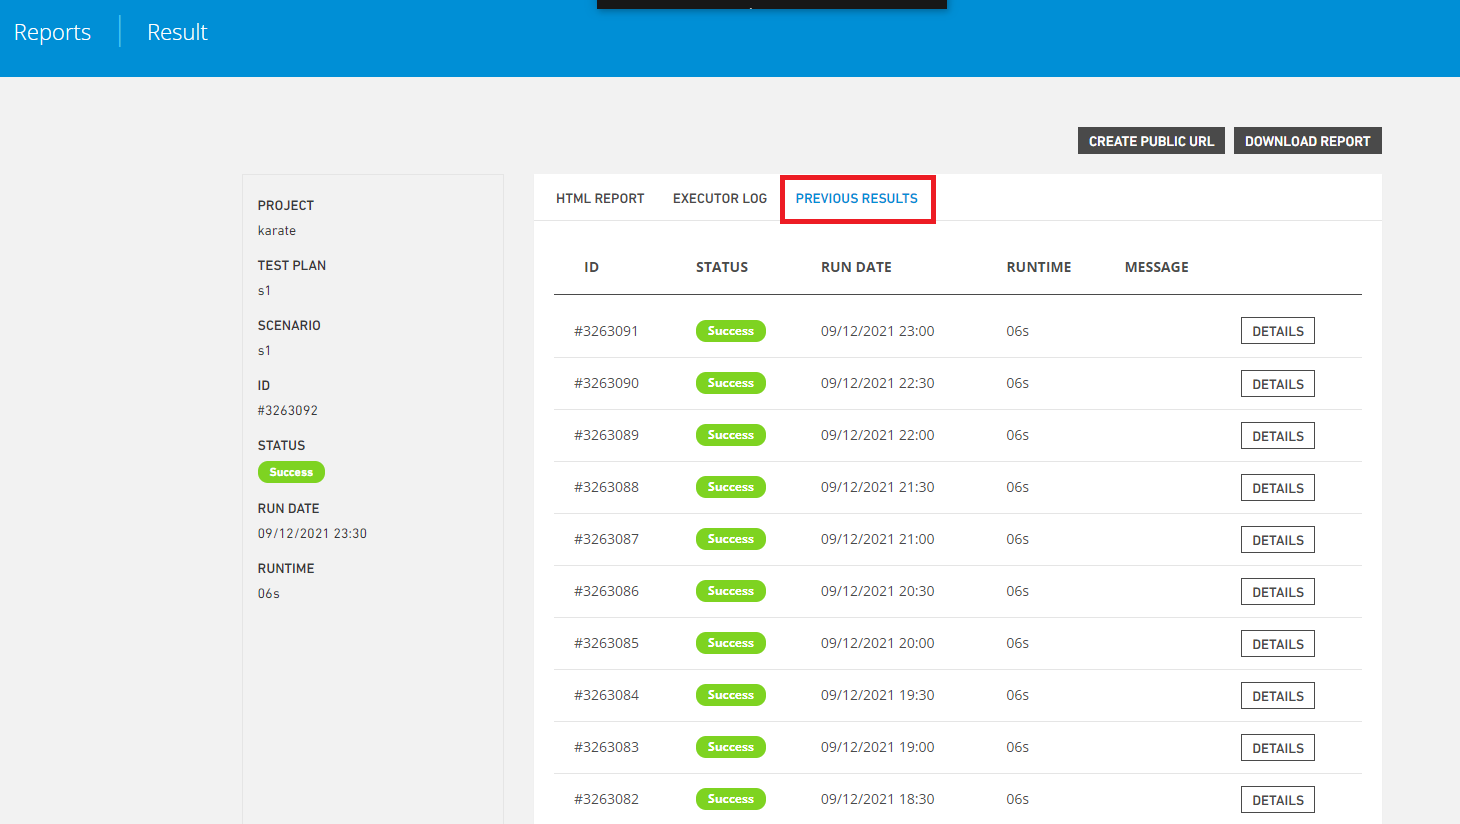 Reports Result
CREATE PUBLIC URL DOWNLOAD REPORT
PROJECT
karate
TEST PLAN
s1
SCENARIO
s1
ID
#3263092
STATUS
Success
RUN DATE
09/12/2021 23:30
RUNTIME
06s
HTML REPORT EXECUTOR LOG PREVIOUS RESULTS
ID STATUS RUN DATE RUNTIME MESSAGE
#3263091 Success 09/12/2021 23:00 06s DETAILS
#3263090 Success 09/12/2021 22:30 06s DETAILS
#3263089 Success 09/12/2021 22:00 06s DETAILS
#3263088 Success 09/12/2021 21:30 06s DETAILS
#3263087 Success 09/12/2021 21:00 06s DETAILS
#3263086 Success 09/12/2021 20:30 06s DETAILS
#3263085 Success 09/12/2021 20:00 06s DETAILS
#3263084 Success 09/12/2021 19:30 06s DETAILS
#3263083 Success 09/12/2021 19:00 06s DETAILS
#3263082 Success 09/12/2021 18:30 06s DETAILS